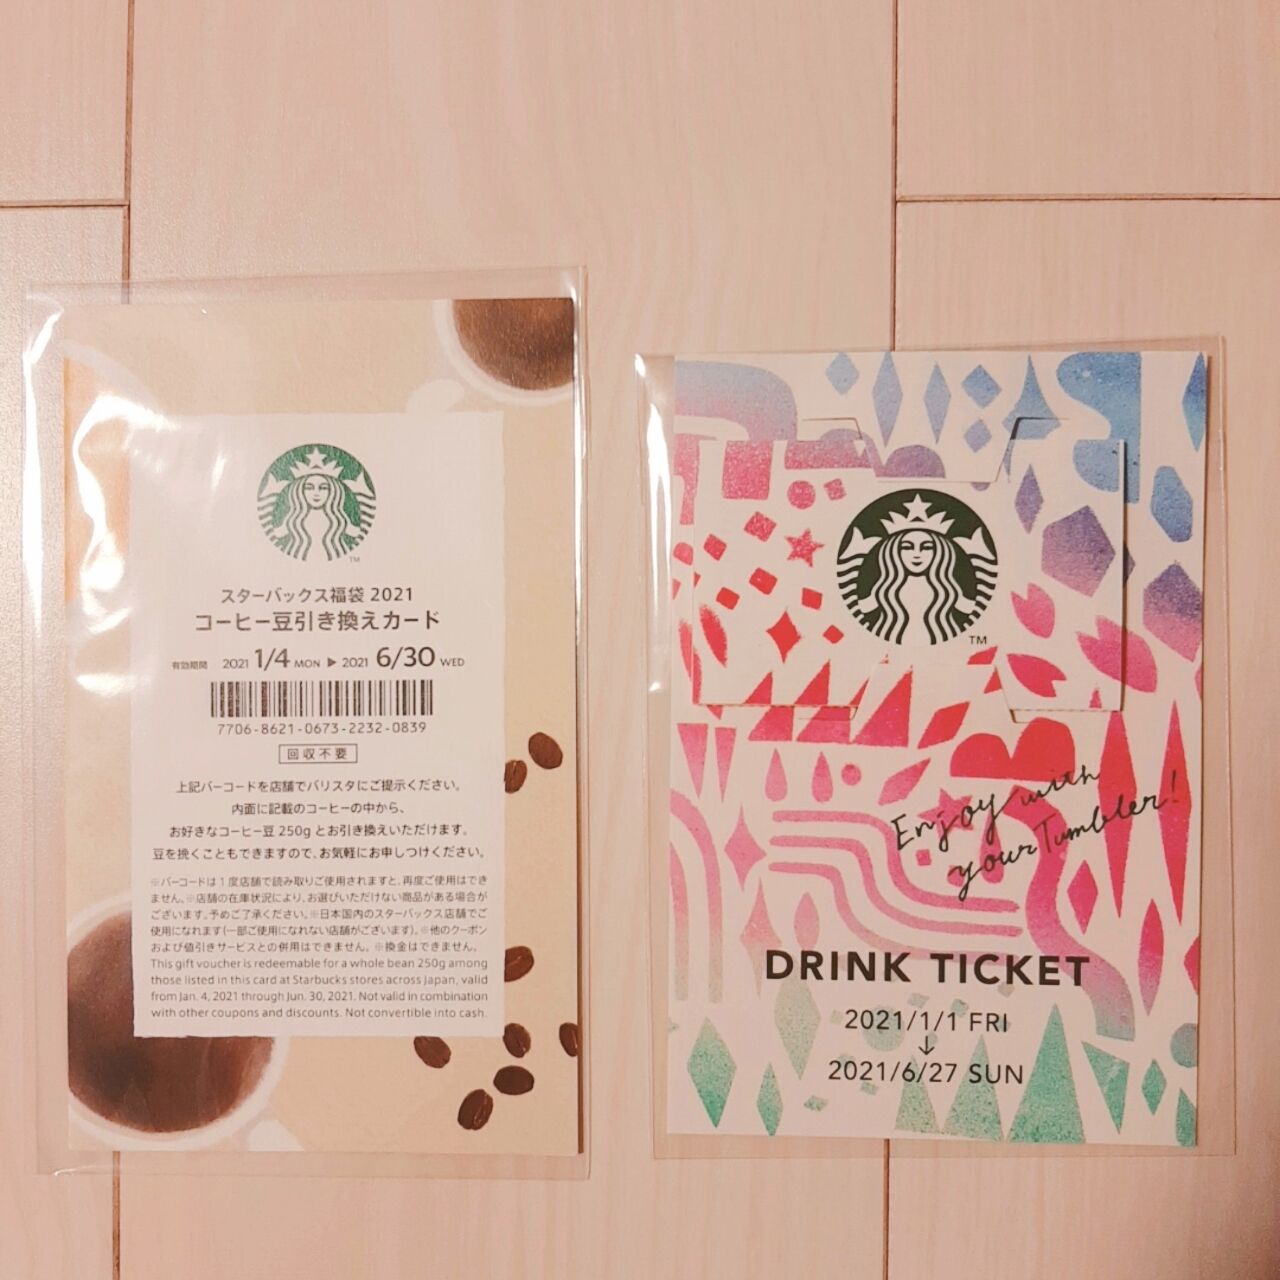 TM
スターバックス福袋 2021
コーヒー豆引き換えカード
有効期間 2021 1/4 MON ▶ 2021 6/30 WED
7706-8621-0673-2232-0839
回収不要
上記バーコードを店舗でバリスタにご提示ください。
内面に記載のコーヒーの中から、
お好きなコーヒー豆 250g とお引き換えいただけます。
豆を挽くこともできますので、お気軽にお申しつけください。
※バーコードは1度店舗で読み取りご使用されますと、再度ご使用はでき
ません。※店舗の在庫状況により、お選びいただけない商品がある場合が
ございます。予めご了承ください。※日本国内のスターバックス店舗でご
使用になれます(一部ご使用になれない店舗がございます)。※他のクーポン
および値引きサービスとの併用はできません。※換金はできません。
This gift voucher is redeemable for a whole bean 250g among
those listed in this card at Starbucks stores across Japan, valid
from Jan. 4, 2021 through Jun. 30, 2021. Not valid in combination
with other coupons and discounts. Not convertible into cash.
TM
Enjoy with
your Tumbler!
DRINK TICKET
2021/1/1 FRI
↓
2021/6/27 SUN